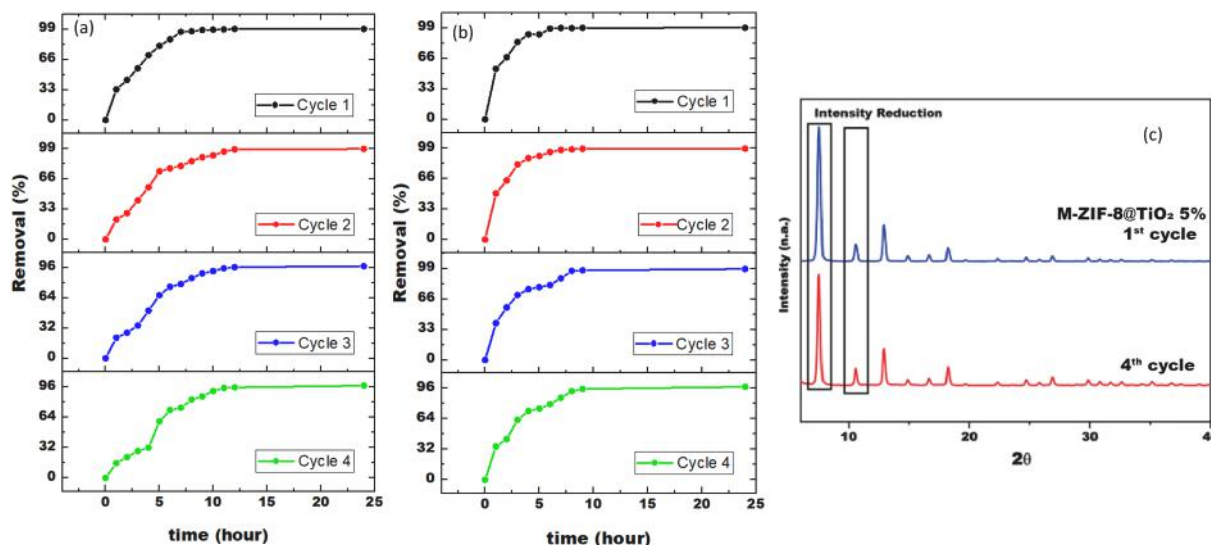 (a)
Removal (%)
99
66
33
0
Cycle 1
99
66
33
0
Cycle 2
96
64
32
0
Cycle 3
96
64
32
0
Cycle 4
0 5 10 15 20 25
time (hour)
(b)
Removal (%)
99
66
33
0
Cycle 1
99
66
33
0
Cycle 2
99
66
33
0
Cycle 3
96
64
32
0
Cycle 4
0 5 10 15 20 25
time (hour)
Intensity Reduction
(c)
M-ZIF-8@TiO₂ 5%
1st cycle
4th cycle
Intensity (n.a.)
10 20 30 40
2θ